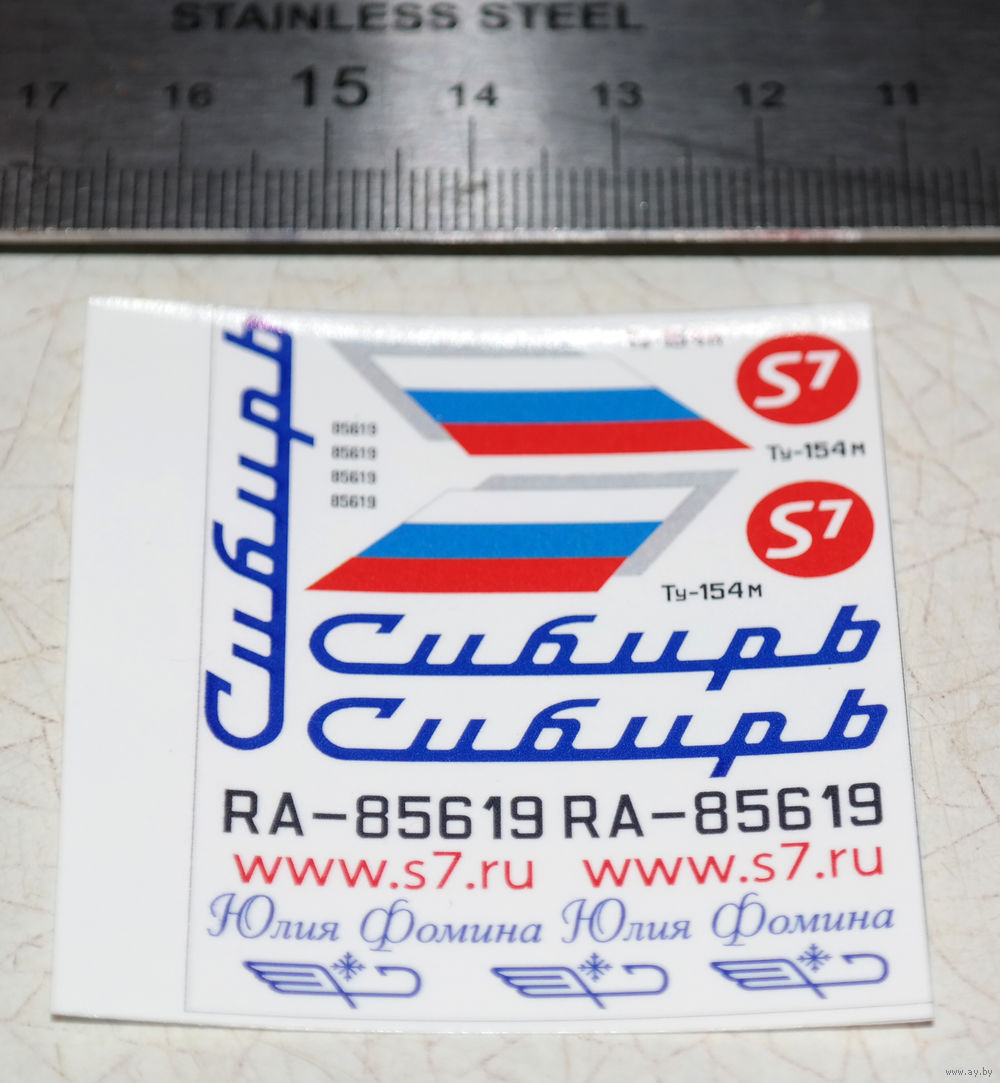 STAINLESS STEEL
17 16 15 14 13 12 11
Сибирь
Ту-154м
S7
85619
85619
85619
85619
Ту-154м
S7
Ту-154м
Сибирь
Сибирь
RA-85619 RA-85619
www.s7.ru www.s7.ru
Юлия Фомина Юлия Фомина
www.ay.by